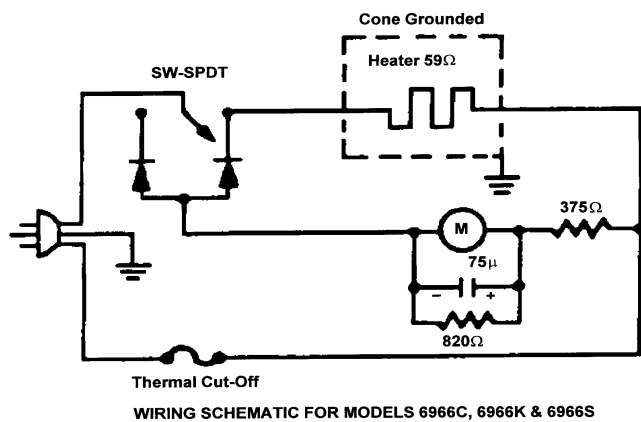 Cone Grounded
Heater 59Ω
SW-SPDT
375Ω
M
75µ
− +
820Ω
Thermal Cut-Off
WIRING SCHEMATIC FOR MODELS 6966C, 6966K & 6966S